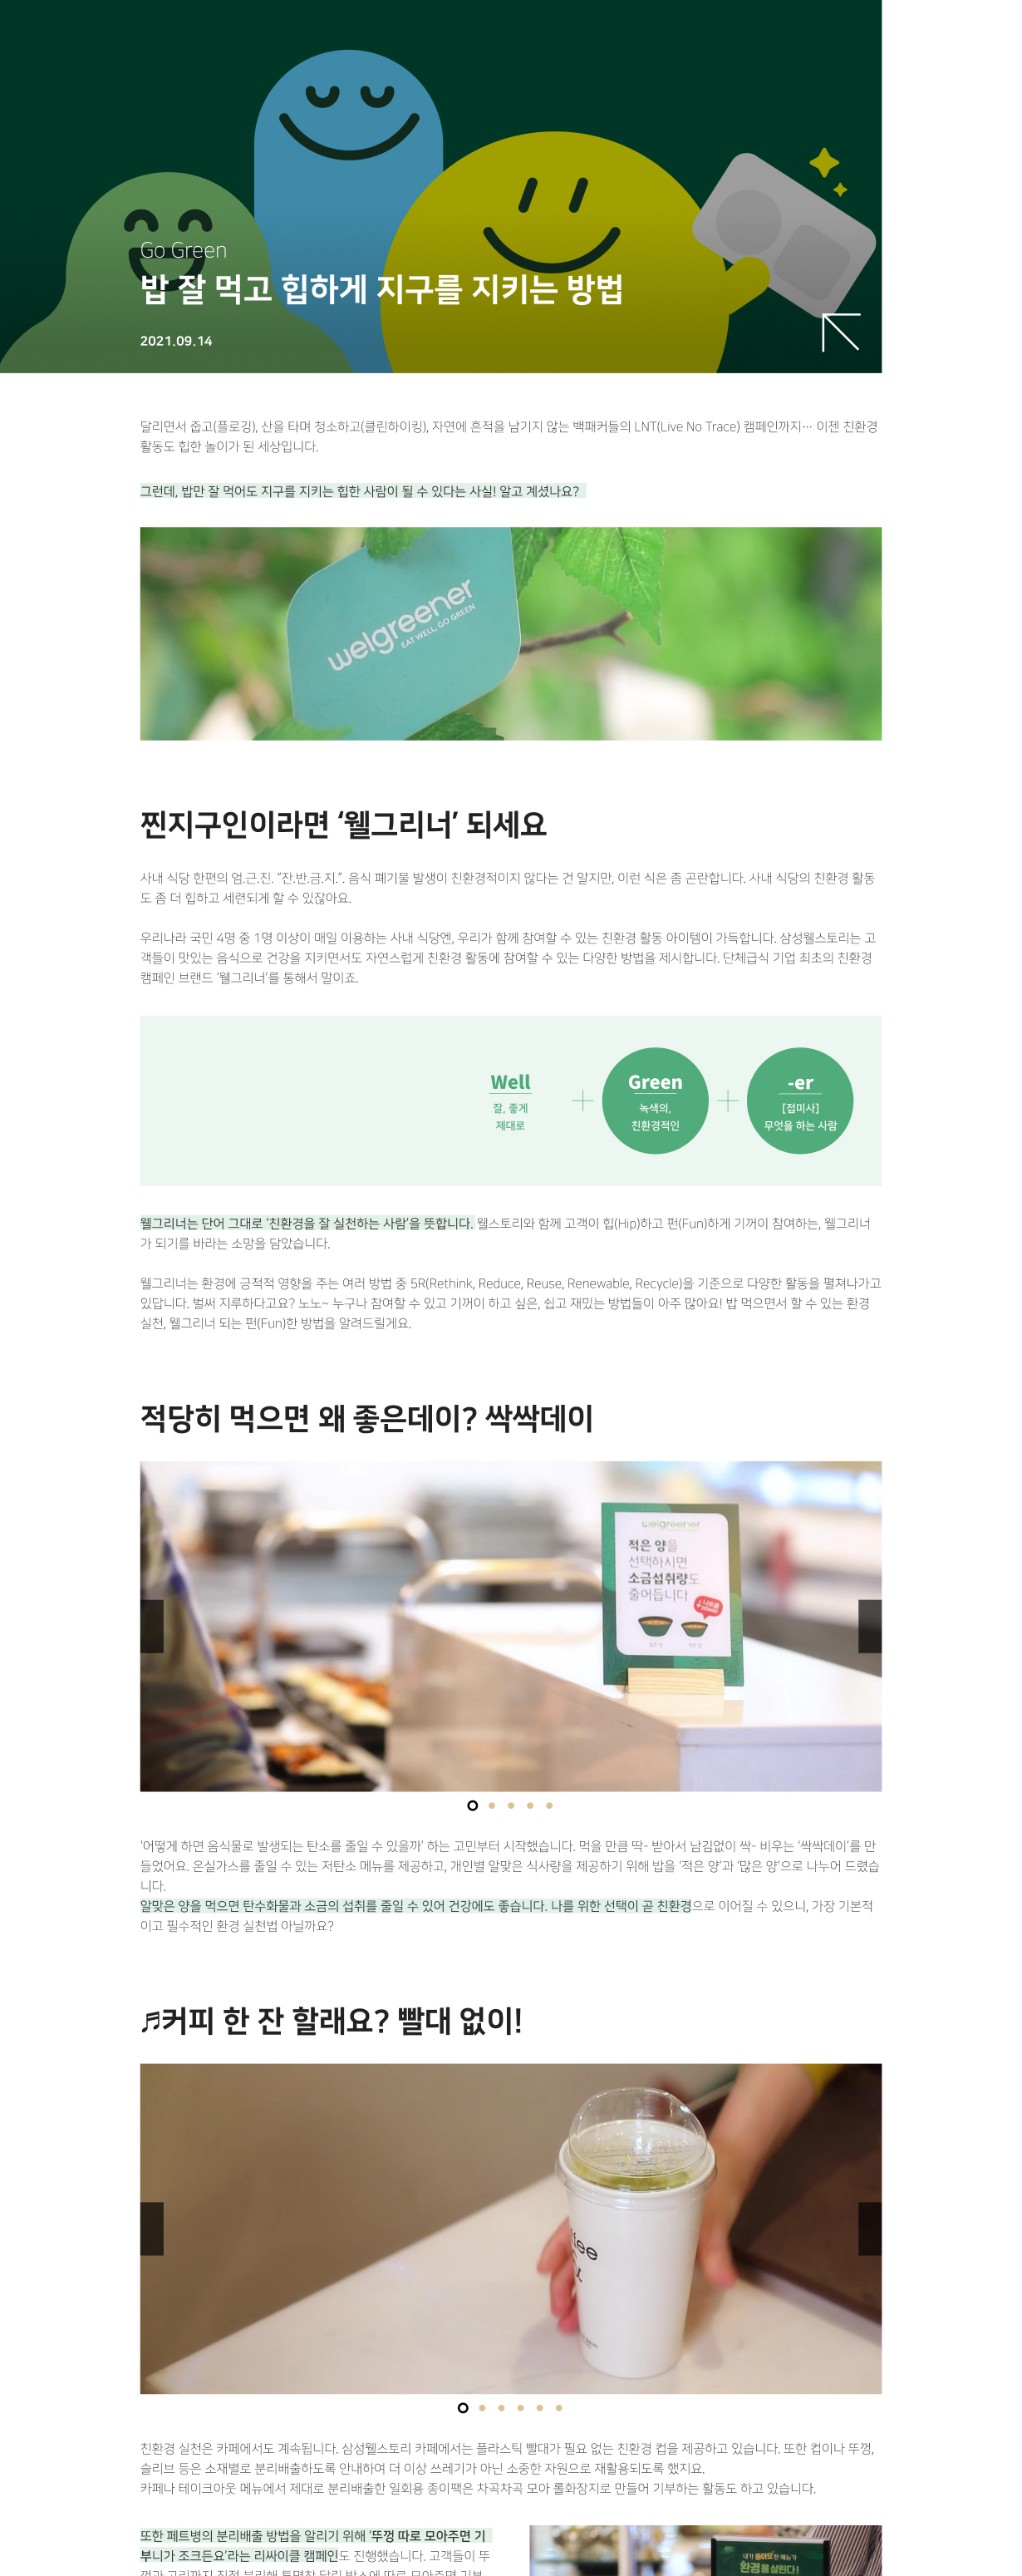 Go Green
밥 잘 먹고 힙하게 지구를 지키는 방법
2021.09.14
달리면서 줍고(플로깅), 산을 타며 청소하고(클린하이킹), 자연에 흔적을 남기지 않는 백패커들의 LNT(Live No Trace) 캠페인까지… 이젠 친환경
활동도 힙한 놀이가 된 세상입니다.
그런데, 밥만 잘 먹어도 지구를 지키는 힙한 사람이 될 수 있다는 사실! 알고 계셨나요?
welgreener
EAT WELL, GO GREEN
찐지구인이라면 ‘웰그리너’ 되세요
사내 식당 한편의 엄.근.진. “잔.반.금.지.”. 음식 폐기물 발생이 친환경적이지 않다는 건 알지만, 이런 식은 좀 곤란합니다. 사내 식당의 친환경 활동
도 좀 더 힙하고 세련되게 할 수 있잖아요.
우리나라 국민 4명 중 1명 이상이 매일 이용하는 사내 식당엔, 우리가 함께 참여할 수 있는 친환경 활동 아이템이 가득합니다. 삼성웰스토리는 고
객들이 맛있는 음식으로 건강을 지키면서도 자연스럽게 친환경 활동에 참여할 수 있는 다양한 방법을 제시합니다. 단체급식 기업 최초의 친환경
캠페인 브랜드 ‘웰그리너’를 통해서 말이죠.
Well
잘, 좋게
제대로
+
Green
녹색의,
친환경적인
+
-er
[접미사]
무엇을 하는 사람
웰그리너는 단어 그대로 ‘친환경을 잘 실천하는 사람’을 뜻합니다. 웰스토리와 함께 고객이 힙(Hip)하고 펀(Fun)하게 기꺼이 참여하는, 웰그리너
가 되기를 바라는 소망을 담았습니다.
웰그리너는 환경에 긍적적 영향을 주는 여러 방법 중 5R(Rethink, Reduce, Reuse, Renewable, Recycle)을 기준으로 다양한 활동을 펼쳐나가고
있답니다. 벌써 지루하다고요? 노노~ 누구나 참여할 수 있고 기꺼이 하고 싶은, 쉽고 재밌는 방법들이 아주 많아요! 밥 먹으면서 할 수 있는 환경
실천, 웰그리너 되는 펀(Fun)한 방법을 알려드릴게요.
적당히 먹으면 왜 좋은데이? 싹싹데이
welgreener
적은 양을
선택하시면
소금섭취량도
줄어듭니다
나트륨
‘어떻게 하면 음식물로 발생되는 탄소를 줄일 수 있을까’ 하는 고민부터 시작했습니다. 먹을 만큼 딱- 받아서 남김없이 싹- 비우는 ‘싹싹데이’를 만
들었어요. 온실가스를 줄일 수 있는 저탄소 메뉴를 제공하고, 개인별 알맞은 식사량을 제공하기 위해 밥을 ‘적은 양’과 ‘많은 양’으로 나누어 드렸습
니다.
알맞은 양을 먹으면 탄수화물과 소금의 섭취를 줄일 수 있어 건강에도 좋습니다. 나를 위한 선택이 곧 친환경으로 이어질 수 있으니, 가장 기본적
이고 필수적인 환경 실천법 아닐까요?
♬커피 한 잔 할래요? 빨대 없이!
친환경 실천은 카페에서도 계속됩니다. 삼성웰스토리 카페에서는 플라스틱 빨대가 필요 없는 친환경 컵을 제공하고 있습니다. 또한 컵이나 뚜껑,
슬리브 등은 소재별로 분리배출하도록 안내하여 더 이상 쓰레기가 아닌 소중한 자원으로 재활용되도록 했지요.
카페나 테이크아웃 메뉴에서 제대로 분리배출한 일회용 종이팩은 차곡차곡 모아 롤화장지로 만들어 기부하는 활동도 하고 있습니다.
또한 페트병의 분리배출 방법을 알리기 위해 ‘뚜껑 따로 모아주면 기
부니가 조크든요’라는 리싸이클 캠페인도 진행했습니다. 고객들이 뚜
내가 좋아요한 메뉴가
환경을 살린다!